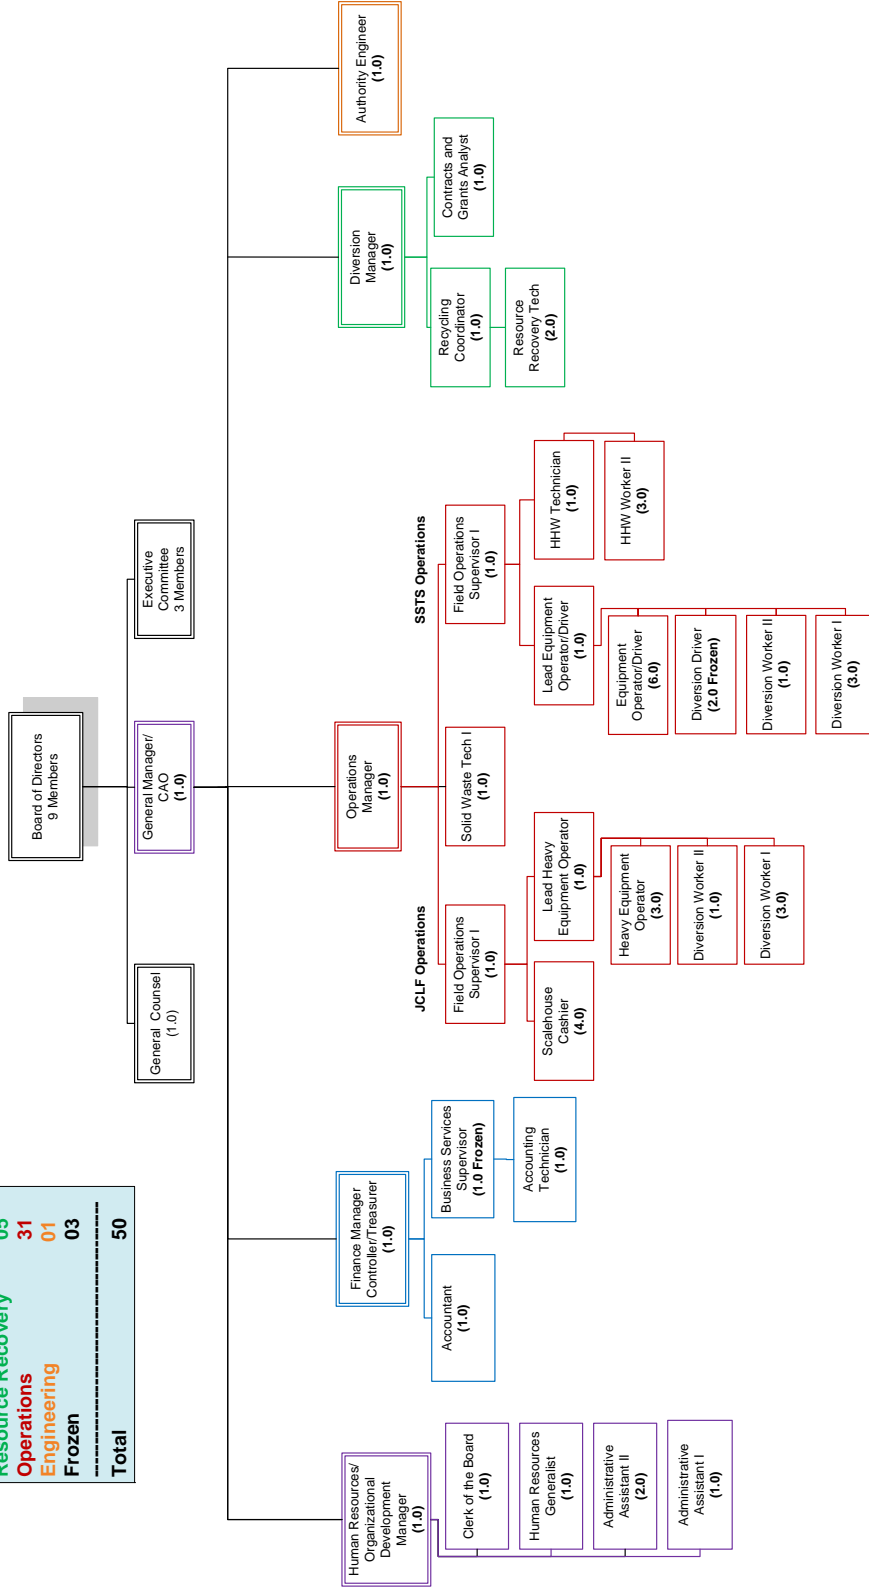 Resource Recovery 05
Operations 31
Engineering 01
Frozen 03
--------------------------------------------
Total 50
Board of Directors
9 Members
General Counsel
(1.0)
General Manager/
CAO
(1.0)
Executive
Committee
3 Members
Human Resources/
Organizational
Development
Manager
(1.0)
Clerk of the Board
(1.0)
Human Resources
Generalist
(1.0)
Administrative
Assistant II
(2.0)
Administrative
Assistant I
(1.0)
Finance Manager
Controller/Treasurer
(1.0)
Accountant
(1.0)
Business Services
Supervisor
(1.0 Frozen)
Accounting
Technician
(1.0)
Operations
Manager
(1.0)
JCLF Operations
Field Operations
Supervisor I
(1.0)
Scalehouse
Cashier
(4.0)
Lead Heavy
Equipment Operator
(1.0)
Heavy Equipment
Operator
(3.0)
Diversion Worker II
(1.0)
Diversion Worker I
(3.0)
Solid Waste Tech I
(1.0)
SSTS Operations
Field Operations
Supervisor I
(1.0)
Lead Equipment
Operator/Driver
(1.0)
Equipment
Operator/Driver
(6.0)
Diversion Driver
(2.0 Frozen)
Diversion Worker II
(1.0)
Diversion Worker I
(3.0)
HHW Technician
(1.0)
HHW Worker II
(3.0)
Diversion
Manager
(1.0)
Recycling
Coordinator
(1.0)
Resource
Recovery Tech
(2.0)
Contracts and
Grants Analyst
(1.0)
Authority Engineer
(1.0)